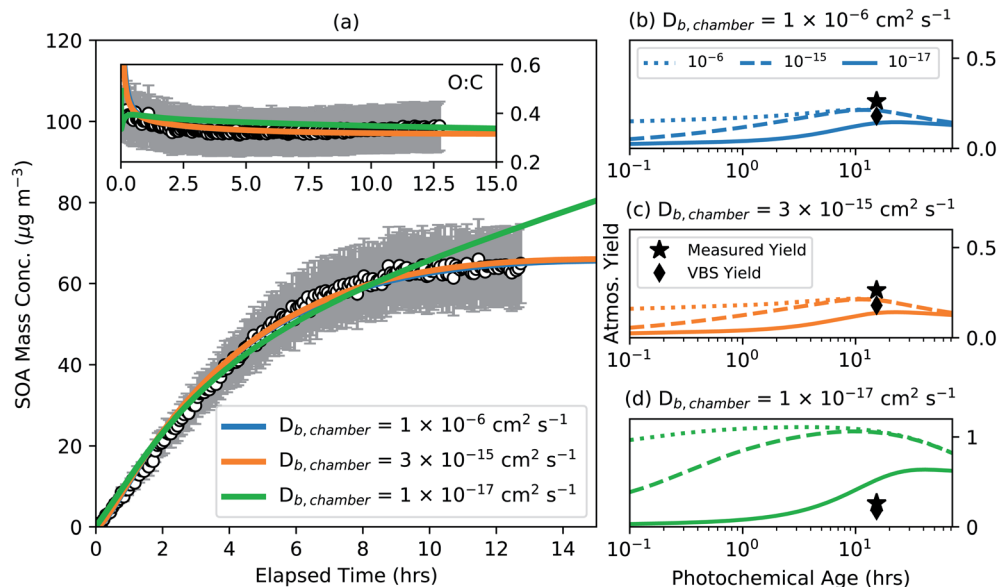 (a)
120
100
80
60
40
20
0
SOA Mass Conc. (μg m⁻³)
O:C
0.6
0.4
0.2
0.0 2.5 5.0 7.5 10.0 12.5 15.0
D_b,chamber = 1 × 10⁻⁶ cm² s⁻¹
D_b,chamber = 3 × 10⁻¹⁵ cm² s⁻¹
D_b,chamber = 1 × 10⁻¹⁷ cm² s⁻¹
0 2 4 6 8 10 12 14
Elapsed Time (hrs)
(b) D_b,chamber = 1 × 10⁻⁶ cm² s⁻¹
10⁻⁶ 10⁻¹⁵ 10⁻¹⁷
0.5
0.0
10⁻¹ 10⁰ 10¹
(c) D_b,chamber = 3 × 10⁻¹⁵ cm² s⁻¹
Measured Yield
VBS Yield
0.5
0.0
10⁻¹ 10⁰ 10¹
Atmos. Yield
(d) D_b,chamber = 1 × 10⁻¹⁷ cm² s⁻¹
1
0
10⁻¹ 10⁰ 10¹
Photochemical Age (hrs)